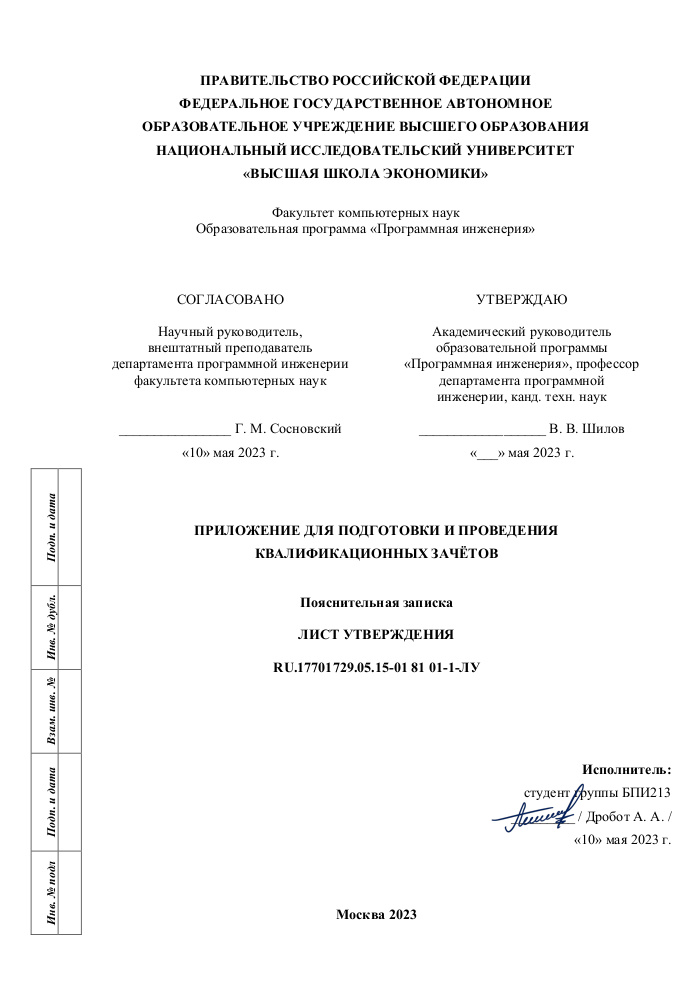 ПРАВИТЕЛЬСТВО РОССИЙСКОЙ ФЕДЕРАЦИИ
ФЕДЕРАЛЬНОЕ ГОСУДАРСТВЕННОЕ АВТОНОМНОЕ
ОБРАЗОВАТЕЛЬНОЕ УЧРЕЖДЕНИЕ ВЫСШЕГО ОБРАЗОВАНИЯ
НАЦИОНАЛЬНЫЙ ИССЛЕДОВАТЕЛЬСКИЙ УНИВЕРСИТЕТ
«ВЫСШАЯ ШКОЛА ЭКОНОМИКИ»
Факультет компьютерных наук
Образовательная программа «Программная инженерия»
СОГЛАСОВАНО
Научный руководитель,
внештатный преподаватель
департамента программной инженерии
факультета компьютерных наук
________________ Г. М. Сосновский
«10» мая 2023 г.
УТВЕРЖДАЮ
Академический руководитель
образовательной программы
«Программная инженерия», профессор
департамента программной
инженерии, канд. техн. наук
__________________ В. В. Шилов
«___» мая 2023 г.
ПРИЛОЖЕНИЕ ДЛЯ ПОДГОТОВКИ И ПРОВЕДЕНИЯ
КВАЛИФИКАЦИОННЫХ ЗАЧЁТОВ
Пояснительная записка
ЛИСТ УТВЕРЖДЕНИЯ
RU.17701729.05.15-01 81 01-1-ЛУ
Подп. и дата
Инв. № дубл.
Взам. инв. №
Подп. и дата
Инв. № подл
Исполнитель:
студент группы БПИ213
_________ / Дробот А. А. /
«10» мая 2023 г.
Москва 2023